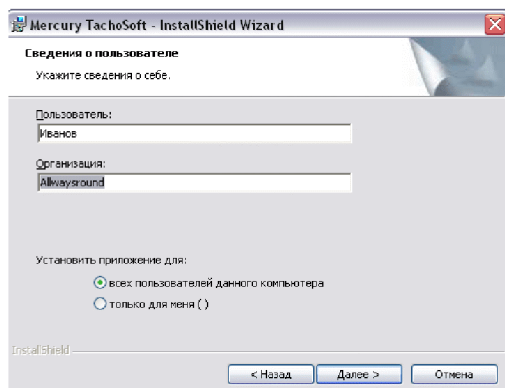 Mercury TachoSoft - InstallShield Wizard
Сведения о пользователе
Укажите сведения о себе.
Пользователь:
Иванов
Организация:
Allwaysround
Установить приложение для:
всех пользователей данного компьютера
только для меня ( )
InstallShield
< Назад Далее > Отмена